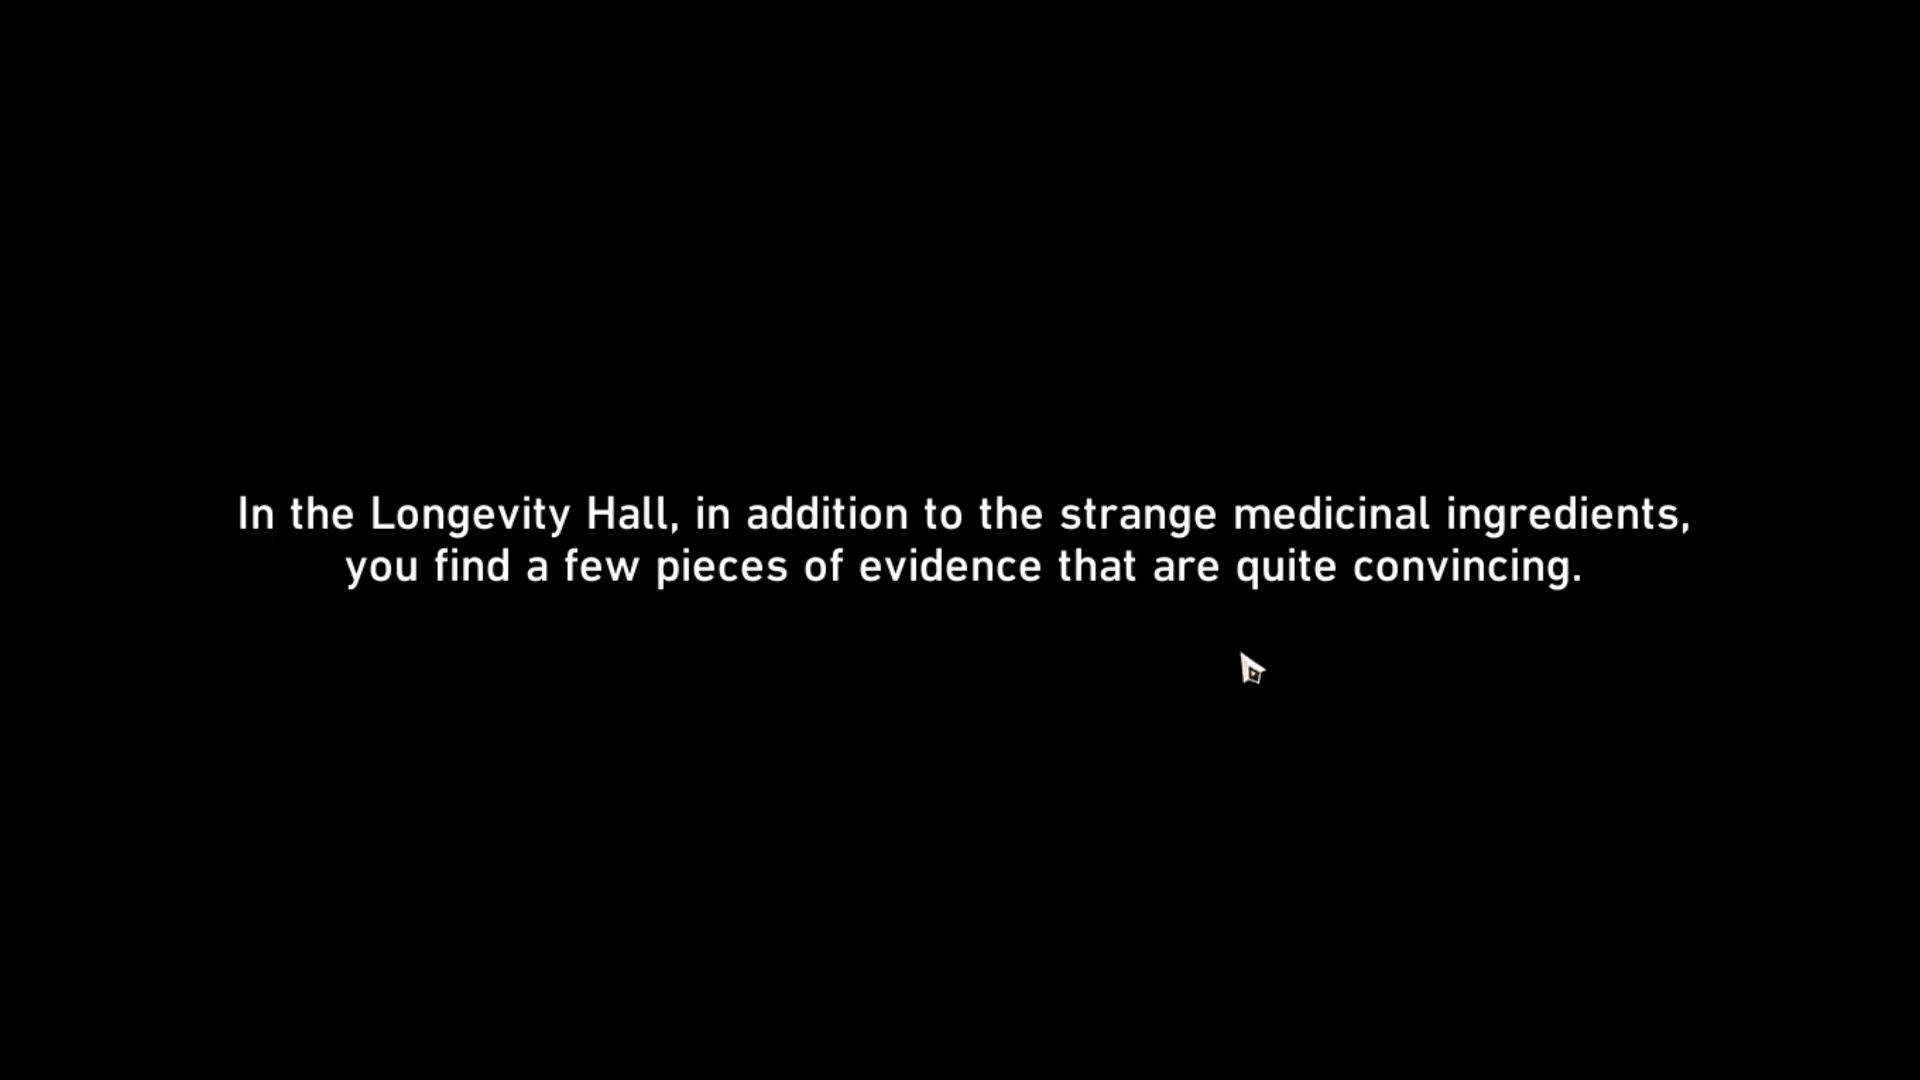 In the Longevity Hall, in addition to the strange medicinal ingredients,
you find a few pieces of evidence that are quite convincing.